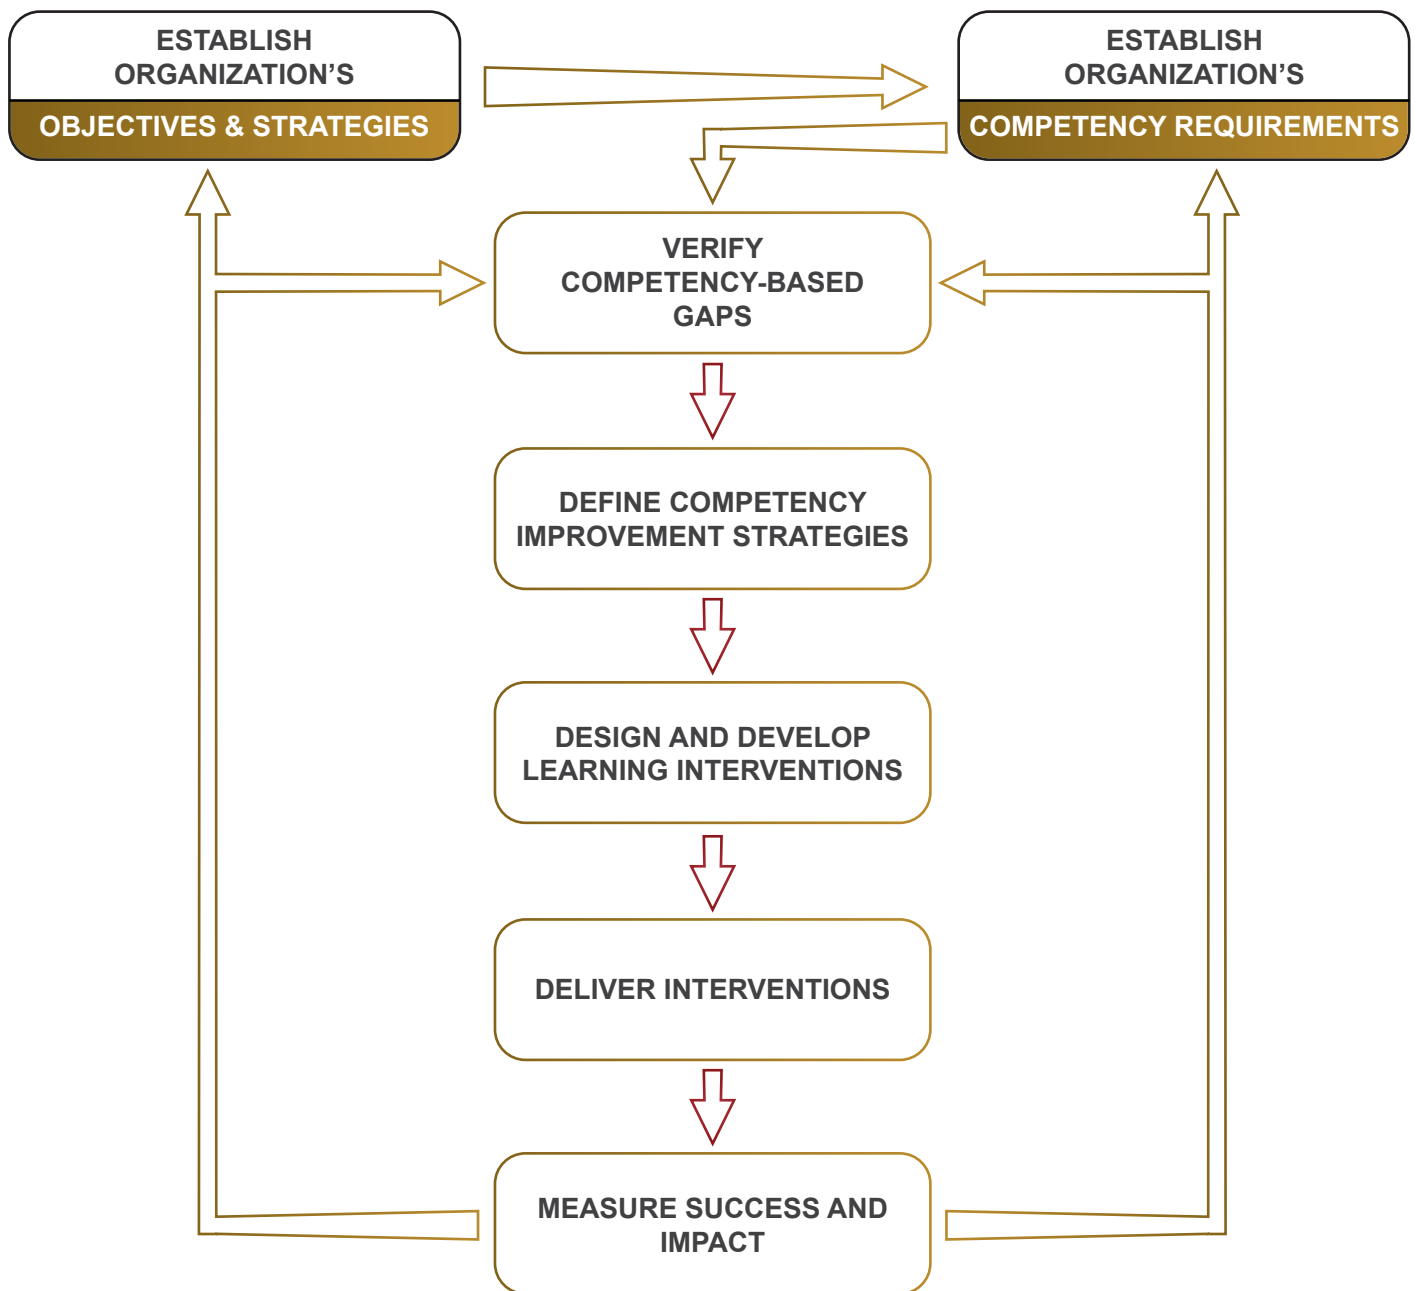 ESTABLISH
ORGANIZATION’S
OBJECTIVES & STRATEGIES
ESTABLISH
ORGANIZATION’S
COMPETENCY REQUIREMENTS
VERIFY
COMPETENCY-BASED
GAPS
DEFINE COMPETENCY
IMPROVEMENT STRATEGIES
DESIGN AND DEVELOP
LEARNING INTERVENTIONS
DELIVER INTERVENTIONS
MEASURE SUCCESS AND
IMPACT